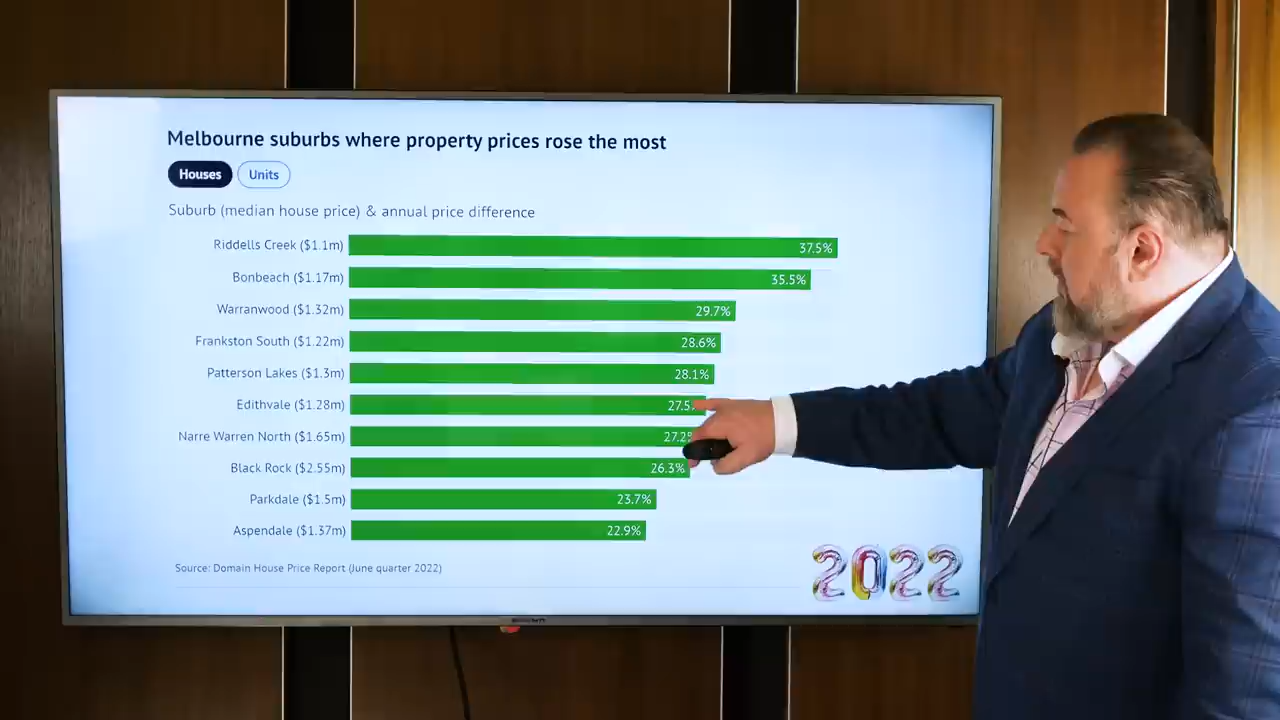 Melbourne suburbs where property prices rose the most
Houses Units
Suburb (median house price) & annual price difference
Riddells Creek ($1.1m) 37.5%
Bonbeach ($1.17m) 35.5%
Warranwood ($1.32m) 29.7%
Frankston South ($1.22m) 28.6%
Patterson Lakes ($1.3m) 28.1%
Edithvale ($1.28m) 27.5
Narre Warren North ($1.65m) 27.2%
Black Rock ($2.55m) 26.3%
Parkdale ($1.5m) 23.7%
Aspendale ($1.37m) 22.9%
Source: Domain House Price Report (June quarter 2022)
2022